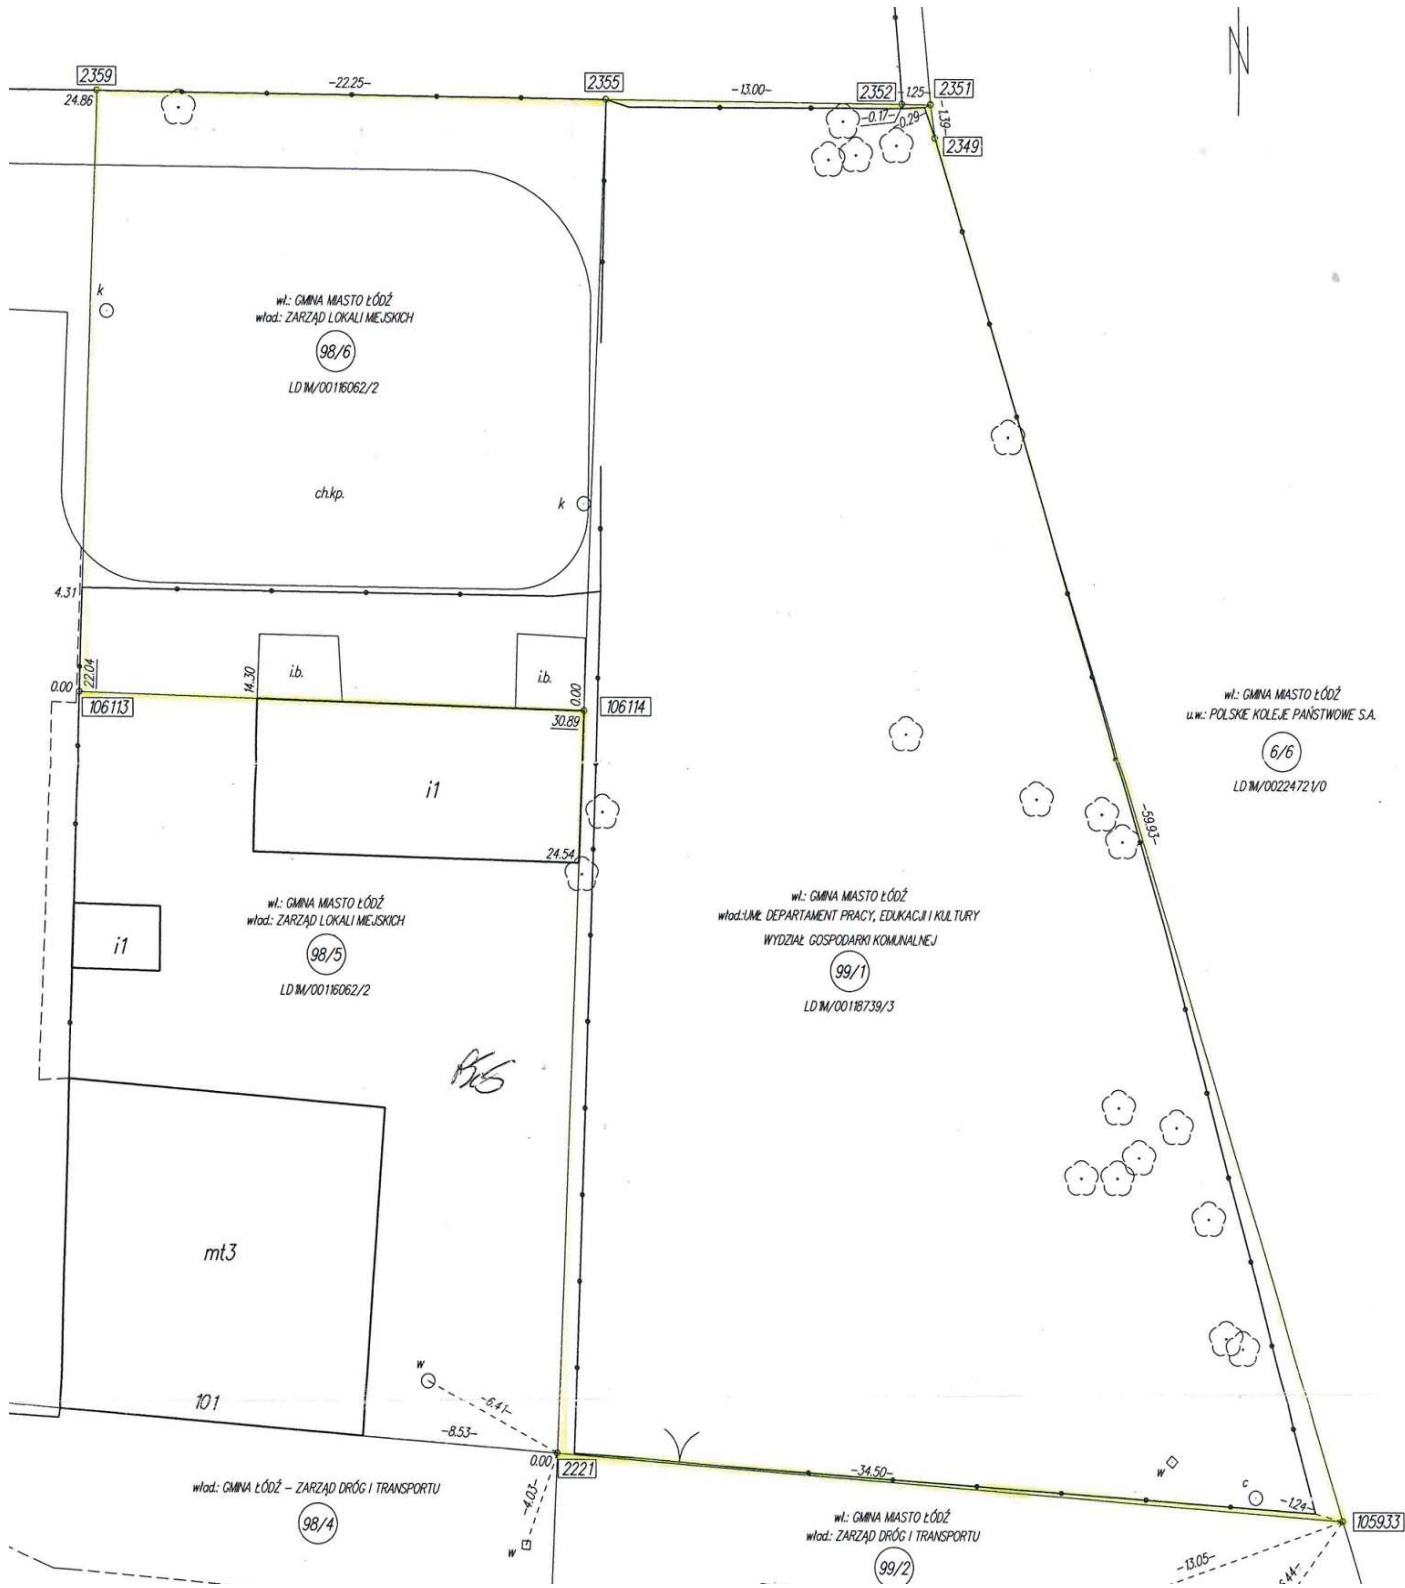 N
2359
-22.25-
2355
-13.00-
2352
-1.25-
2351
24.86
-0.17-
-0.29
-1.39-
2349
k
wł.: GMINA MIASTO ŁÓDŹ
wład.: ZARZĄD LOKALI MIEJSKICH
98/6
LD1M/00116062/2
ch.kp.
k
4.31
22.04
14.30
i.b.
i.b.
0.00
0.00
106113
30.89
106114
wł.: GMINA MIASTO ŁÓDŹ
u.w.: POLSKIE KOLEJE PAŃSTWOWE S.A.
6/6
LD1M/00224721/0
i1
-59.93-
24.54
wł.: GMINA MIASTO ŁÓDŹ
wład.: ZARZĄD LOKALI MIEJSKICH
98/5
LD1M/00116062/2
i1
wł.: GMINA MIASTO ŁÓDŹ
wład.:UMŁ DEPARTAMENT PRACY, EDUKACJI I KULTURY
WYDZIAŁ GOSPODARKI KOMUNALNEJ
99/1
LD1M/00118739/3
mt3
101
w
-6.41-
-8.53-
0.00
2221
-4.03-
w
-34.50-
w
c
-1.24-
105933
wład.: GMINA ŁÓDŹ – ZARZĄD DRÓG I TRANSPORTU
98/4
wł.: GMINA MIASTO ŁÓDŹ
wład.: ZARZĄD DRÓG I TRANSPORTU
99/2
-13.05-